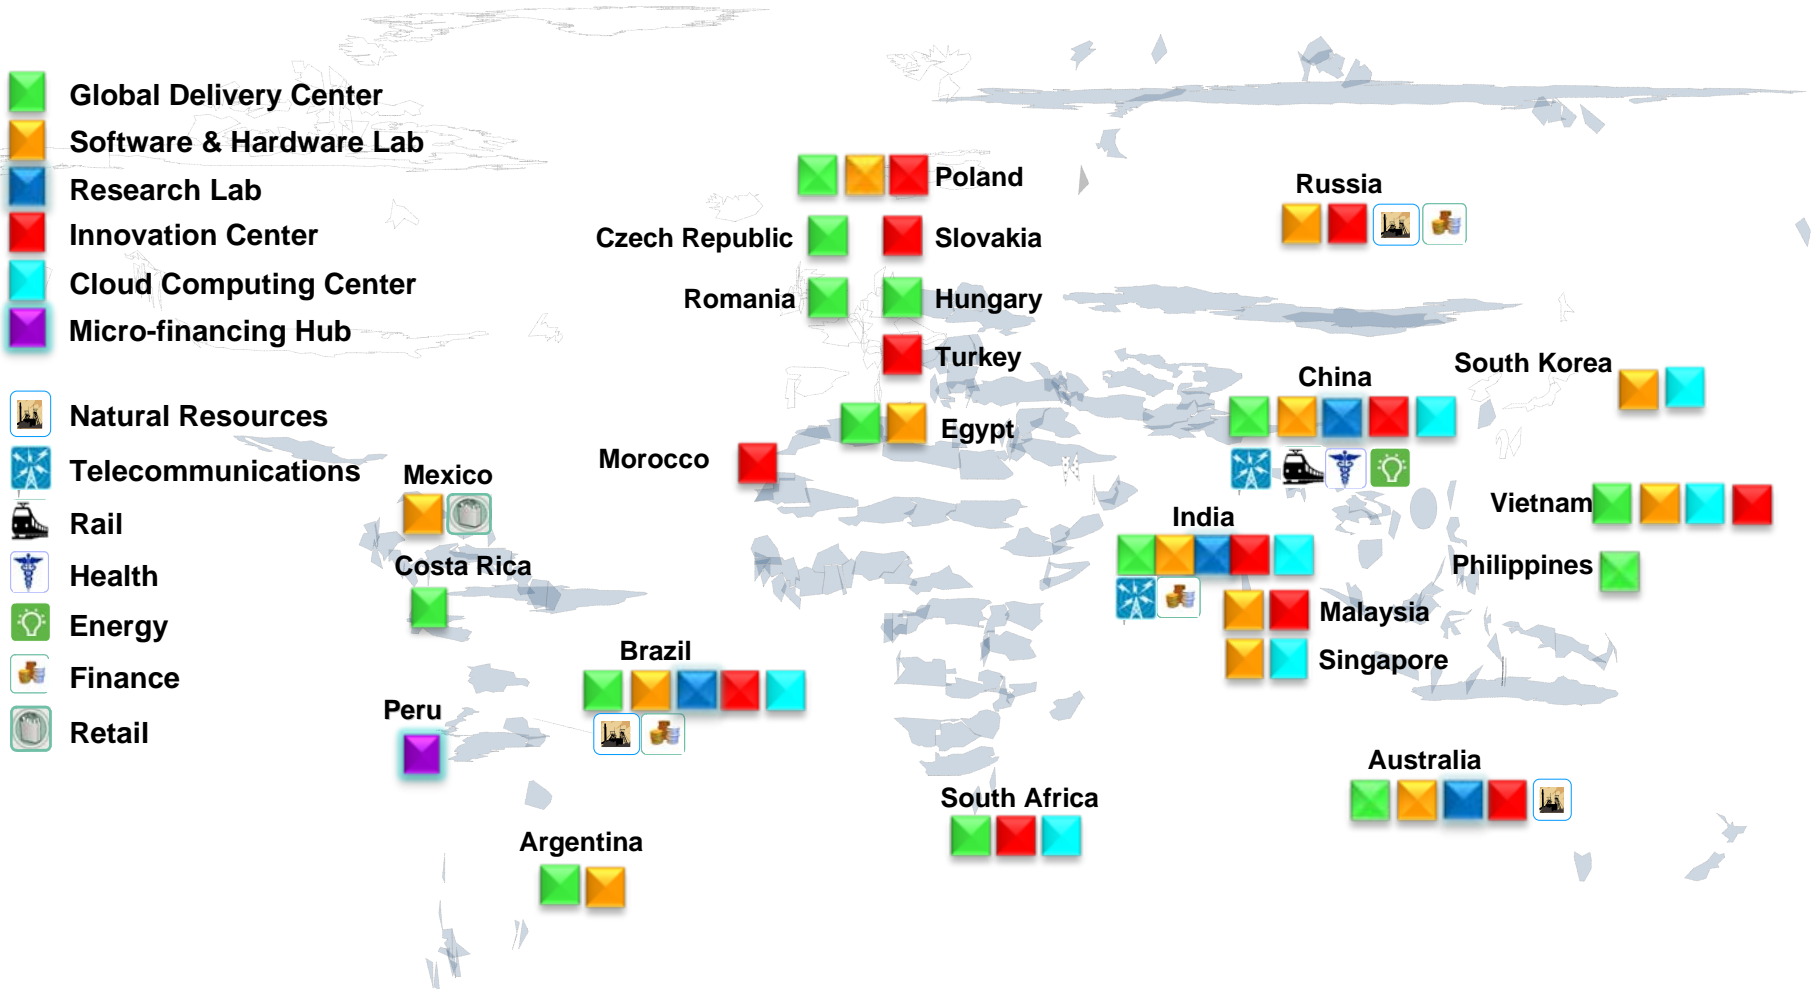 Global Delivery Center
Software & Hardware Lab
Research Lab
Innovation Center
Cloud Computing Center
Micro-financing Hub
Natural Resources
Telecommunications
Rail
Health
Energy
Finance
Retail
Poland
Czech Republic
Slovakia
Romania
Hungary
Turkey
Egypt
Morocco
Russia
South Korea
China
Vietnam
India
Philippines
Malaysia
Singapore
Mexico
Costa Rica
Brazil
Peru
Argentina
South Africa
Australia